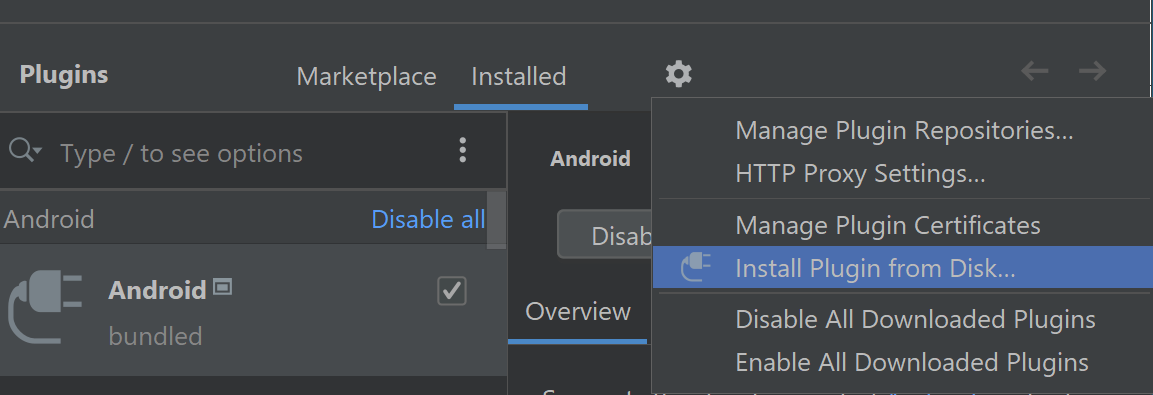 Plugins
Marketplace
Installed
Type / to see options
Android
Disable all
Android
bundled
Android
Disab
Overview
Manage Plugin Repositories...
HTTP Proxy Settings...
Manage Plugin Certificates
Install Plugin from Disk...
Disable All Downloaded Plugins
Enable All Downloaded Plugins